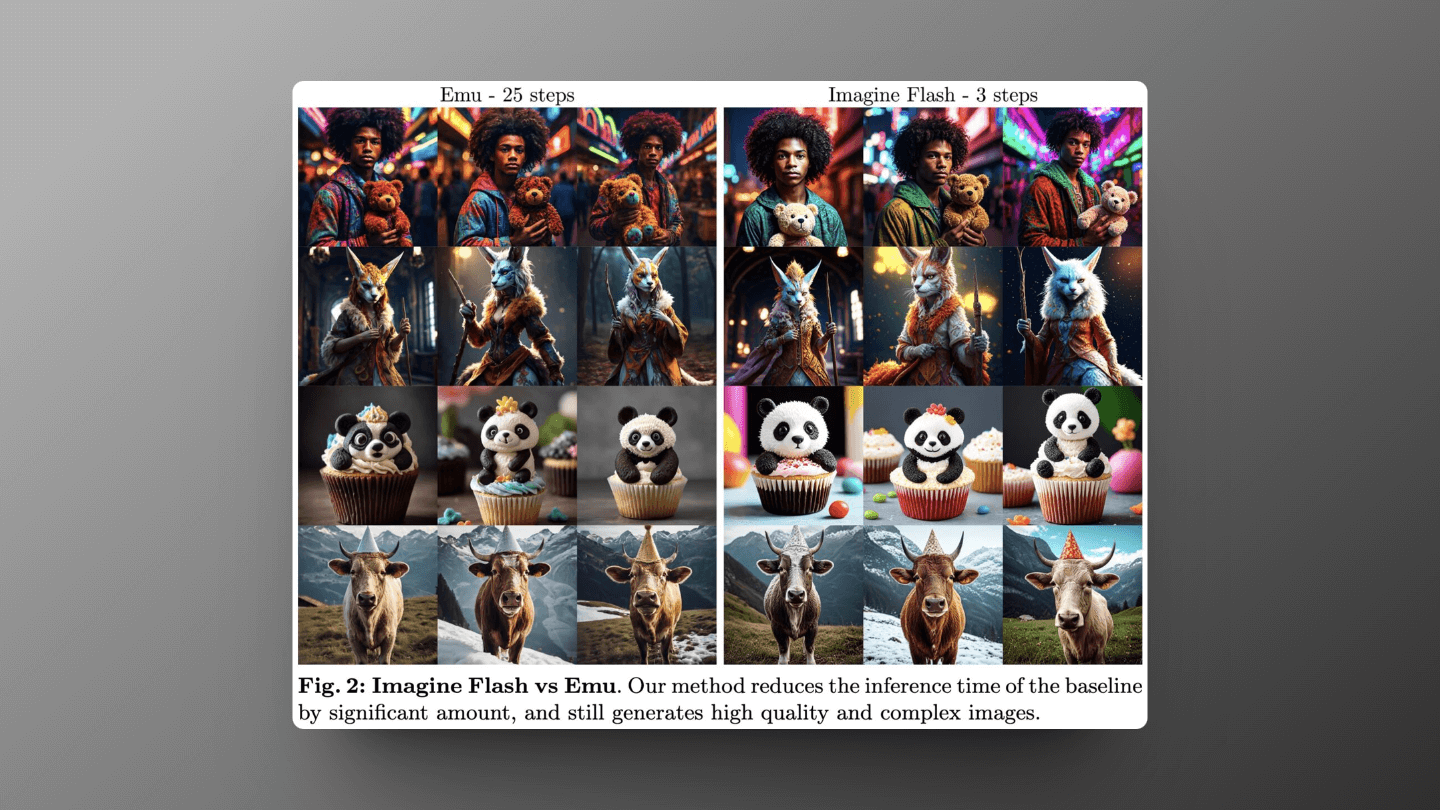 Emu - 25 steps
Imagine Flash - 3 steps
Fig. 2: Imagine Flash vs Emu. Our method reduces the inference time of the baseline
by significant amount, and still generates high quality and complex images.